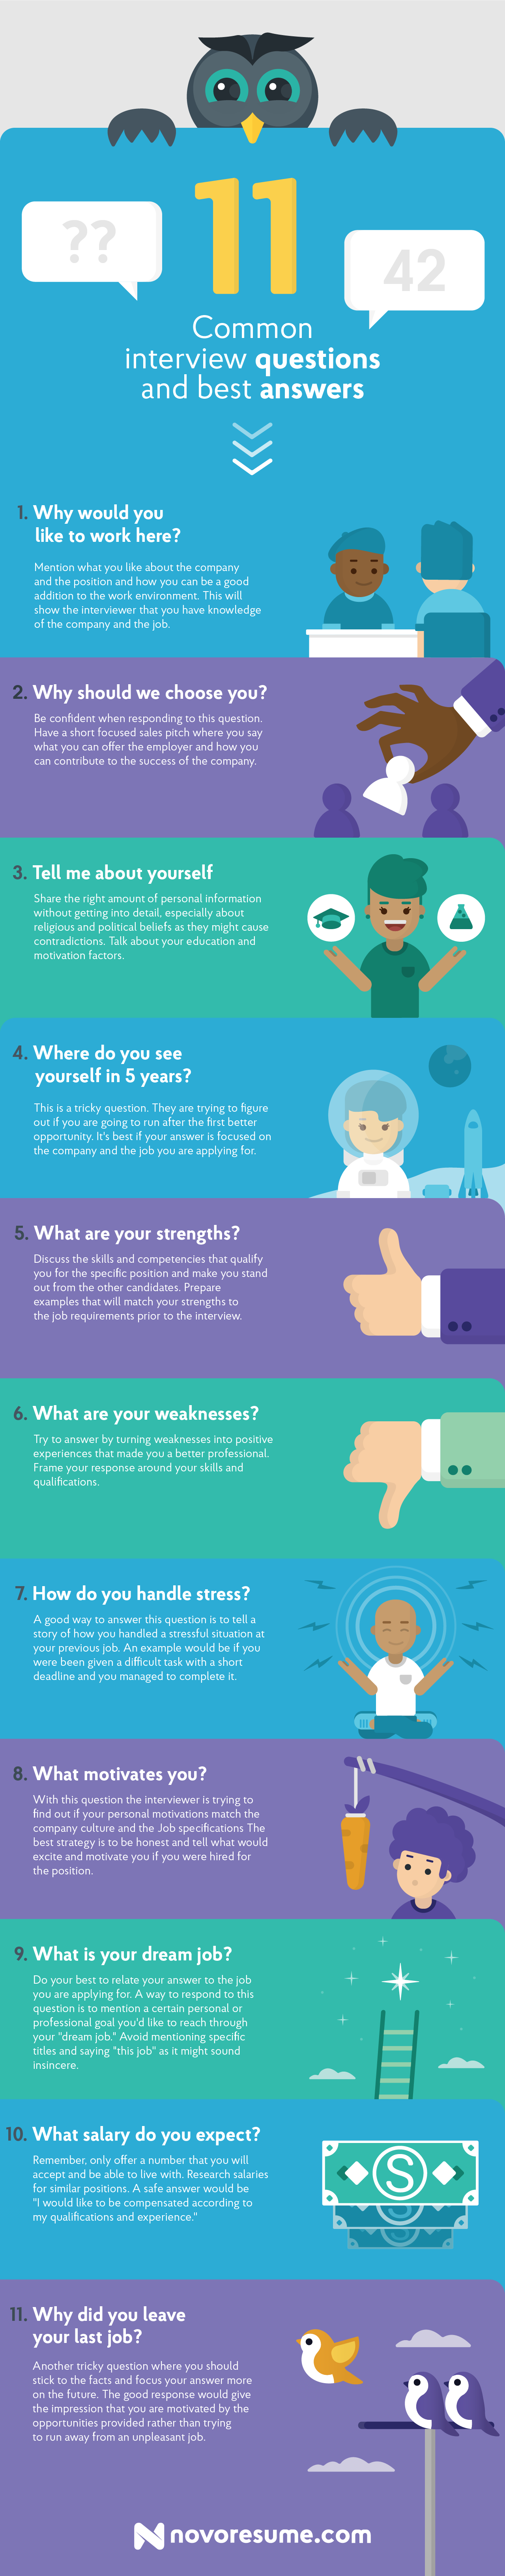 ??
11
42
Common
interview questions
and best answers
1. Why would you
like to work here?
Mention what you like about the company
and the position and how you can be a good
addition to the work environment. This will
show the interviewer that you have knowledge
of the company and the job.
2. Why should we choose you?
Be confident when responding to this question.
Have a short focused sales pitch where you say
what you can offer the employer and how you
can contribute to the success of the company.
3. Tell me about yourself
Share the right amount of personal information
without getting into detail, especially about
religious and political beliefs as they might cause
contradictions. Talk about your education and
motivation factors.
4. Where do you see
yourself in 5 years?
This is a tricky question. They are trying to figure
out if you are going to run after the first better
opportunity. It's best if your answer is focused on
the company and the job you are applying for.
5. What are your strengths?
Discuss the skills and competencies that qualify
you for the specific position and make you stand
out from the other candidates. Prepare
examples that will match your strengths to
the job requirements prior to the interview.
6. What are your weaknesses?
Try to answer by turning weaknesses into positive
experiences that made you a better professional.
Frame your response around your skills and
qualifications.
7. How do you handle stress?
A good way to answer this question is to tell a
story of how you handled a stressful situation at
your previous job. An example would be if you
were been given a difficult task with a short
deadline and you managed to complete it.
8. What motivates you?
With this question the interviewer is trying to
find out if your personal motivations match the
company culture and the Job specifications The
best strategy is to be honest and tell what would
excite and motivate you if you were hired for
the position.
9. What is your dream job?
Do your best to relate your answer to the job
you are applying for. A way to respond to this
question is to mention a certain personal or
professional goal you'd like to reach through
your "dream job." Avoid mentioning specific
titles and saying "this job" as it might sound
insincere.
10. What salary do you expect?
Remember, only offer a number that you will
accept and be able to live with. Research salaries
for similar positions. A safe answer would be
"I would like to be compensated according to
my qualifications and experience."
S
S
S
11. Why did you leave
your last job?
Another tricky question where you should
stick to the facts and focus your answer more
on the future. The good response would give
the impression that you are motivated by the
opportunities provided rather than trying
to run away from an unpleasant job.
novoresume.com